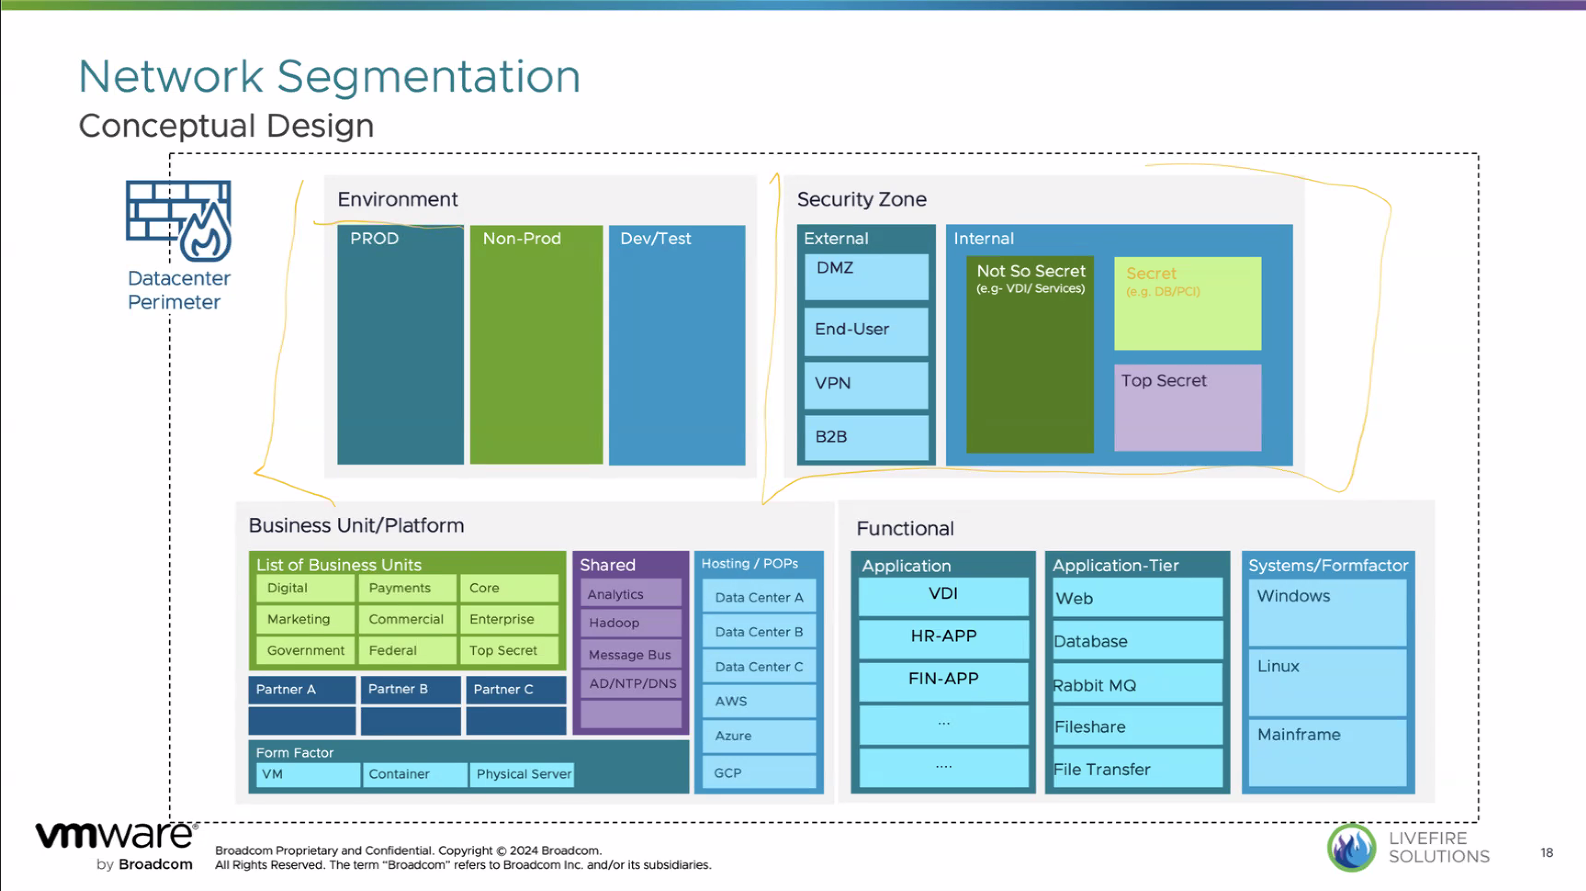 Network Segmentation
Conceptual Design
Datacenter
Perimeter
Environment
PROD
Non-Prod
Dev/Test
Security Zone
External
DMZ
End-User
VPN
B2B
Internal
Not So Secret
(e.g- VDI/ Services)
Secret
(e.g. DB/PCI)
Top Secret
Business Unit/Platform
List of Business Units
Digital
Payments
Core
Marketing
Commercial
Enterprise
Government
Federal
Top Secret
Partner A
Partner B
Partner C
Form Factor
VM
Container
Physical Server
Shared
Analytics
Hadoop
Message Bus
AD/NTP/DNS
Hosting / POPs
Data Center A
Data Center B
Data Center C
AWS
Azure
GCP
Functional
Application
VDI
HR-APP
FIN-APP
...
....
Application-Tier
Web
Database
Rabbit MQ
Fileshare
File Transfer
Systems/Formfactor
Windows
Linux
Mainframe
vmware®
by Broadcom
Broadcom Proprietary and Confidential. Copyright © 2024 Broadcom.
All Rights Reserved. The term “Broadcom” refers to Broadcom Inc. and/or its subsidiaries.
LIVEFIRE
SOLUTIONS
18